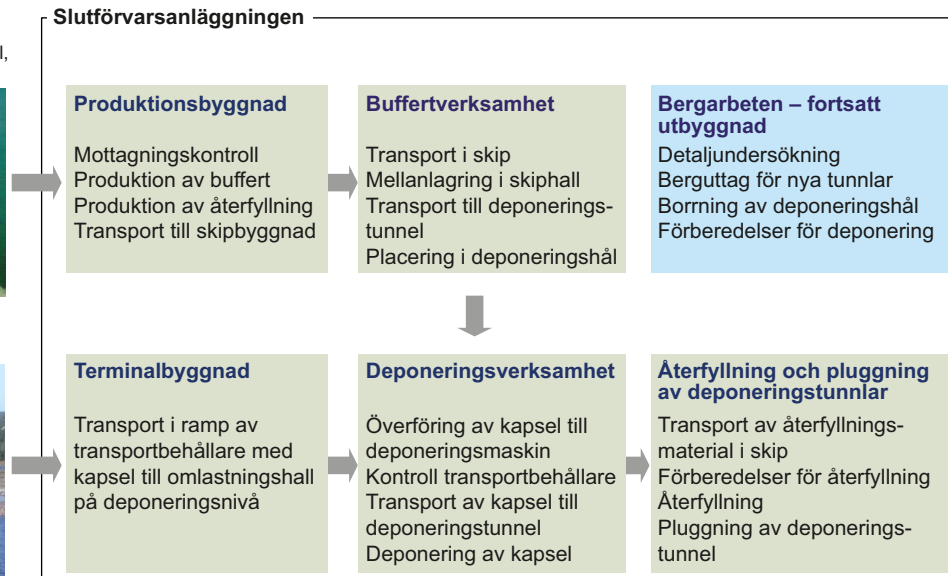 Slutförvarsanläggningen
l,
Produktionsbyggnad
Mottagningskontroll
Produktion av buffert
Produktion av återfyllning
Transport till skipbyggnad
Buffertverksamhet
Transport i skip
Mellanlagring i skiphall
Transport till deponerings-
tunnel
Placering i deponeringshål
Bergarbeten – fortsatt
utbyggnad
Detaljundersökning
Berguttag för nya tunnlar
Borrning av deponeringshål
Förberedelser för deponering
Terminalbyggnad
Transport i ramp av
transportbehållare med
kapsel till omlastningshall
på deponeringsnivå
Deponeringsverksamhet
Överföring av kapsel till
deponeringsmaskin
Kontroll transportbehållare
Transport av kapsel till
deponeringstunnel
Deponering av kapsel
Återfyllning och pluggning
av deponeringstunnlar
Transport av återfyllnings-
material i skip
Förberedelser för återfyllning
Återfyllning
Pluggning av deponerings-
tunnel